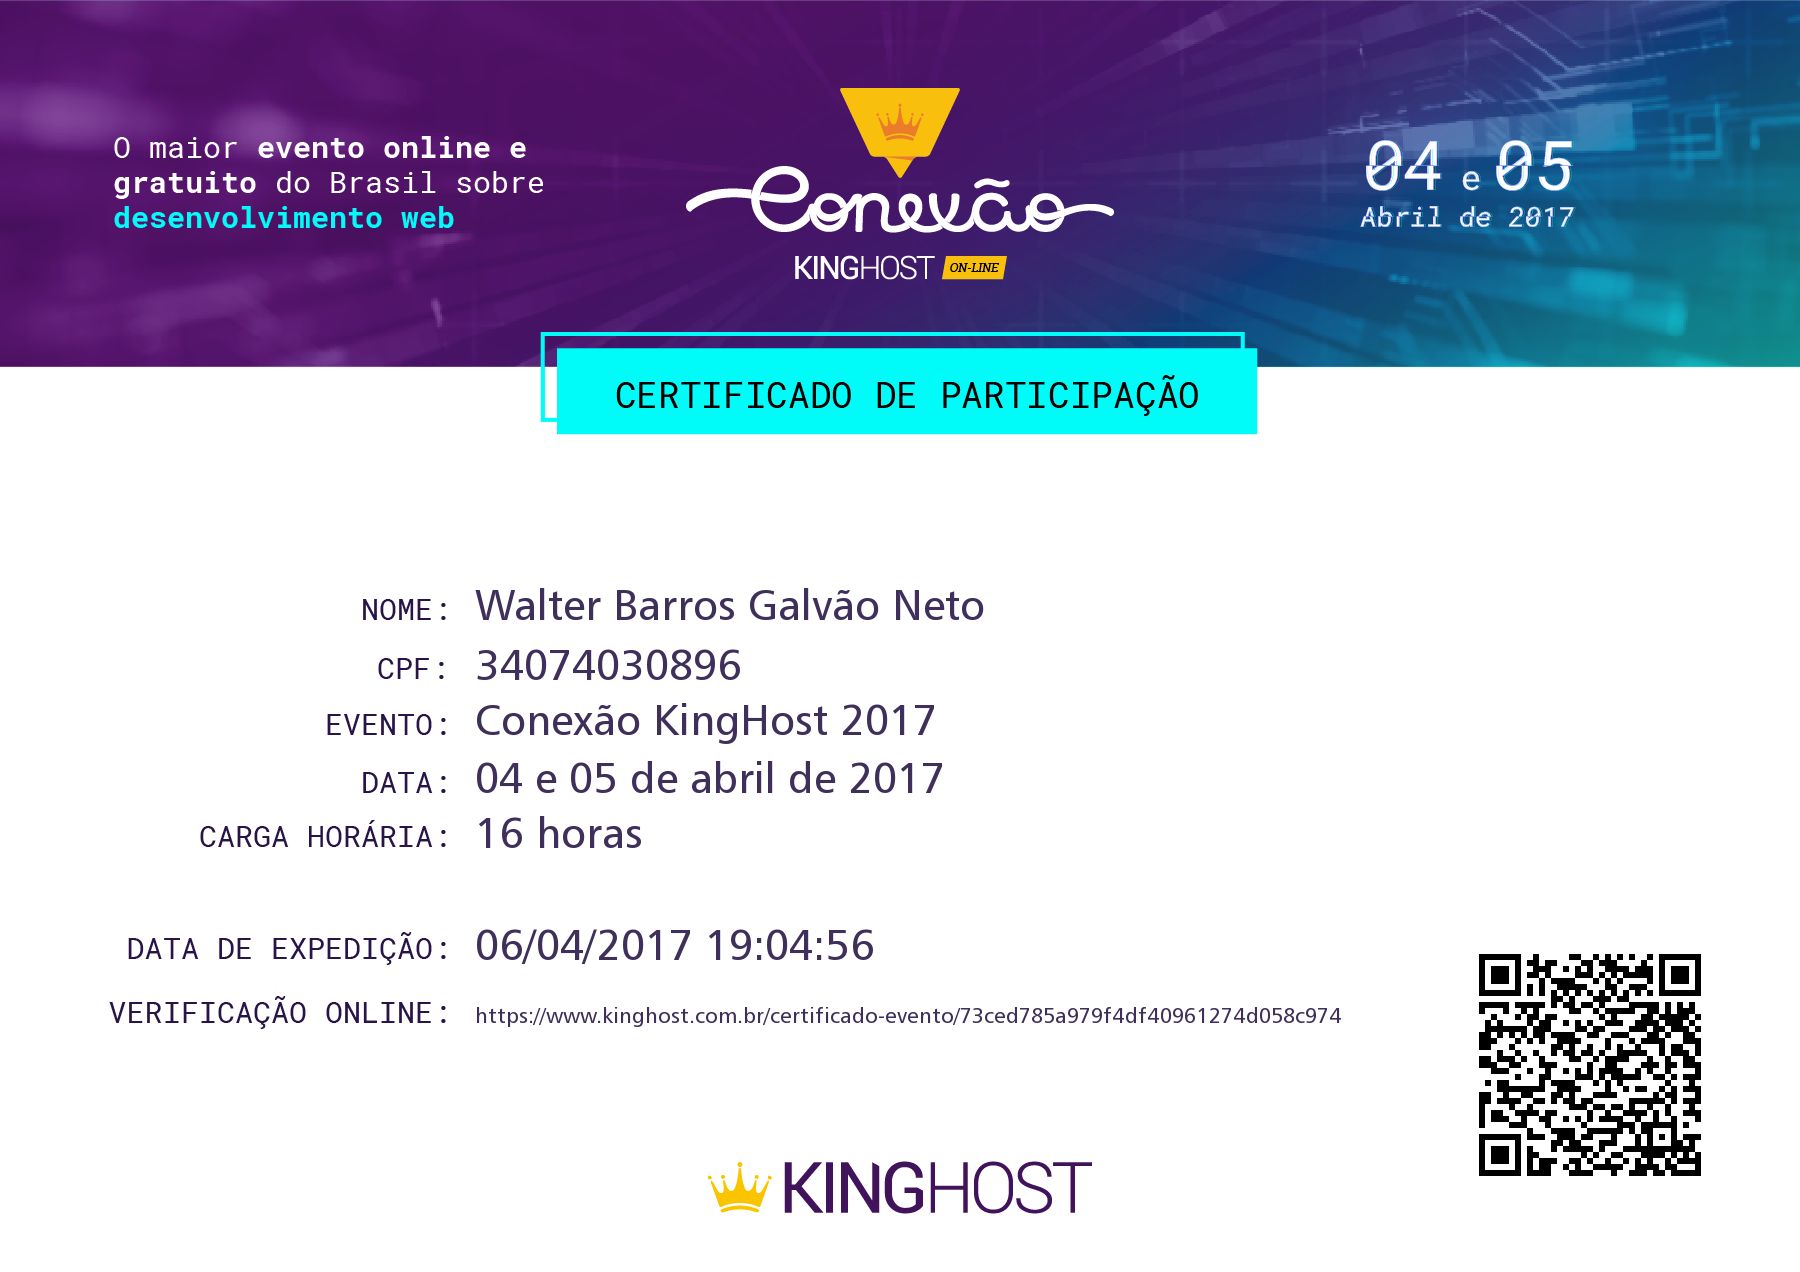 O maior evento online e
gratuito do Brasil sobre
desenvolvimento web
Conexão
KINGHOST ON-LINE
04 e 05
Abril de 2017
CERTIFICADO DE PARTICIPAÇÃO
NOME: Walter Barros Galvão Neto
CPF: 34074030896
EVENTO: Conexão KingHost 2017
DATA: 04 e 05 de abril de 2017
CARGA HORÁRIA: 16 horas
DATA DE EXPEDIÇÃO: 06/04/2017 19:04:56
VERIFICAÇÃO ONLINE: https://www.kinghost.com.br/certificado-evento/73ced785a979f4df40961274d058c974
KINGHOST